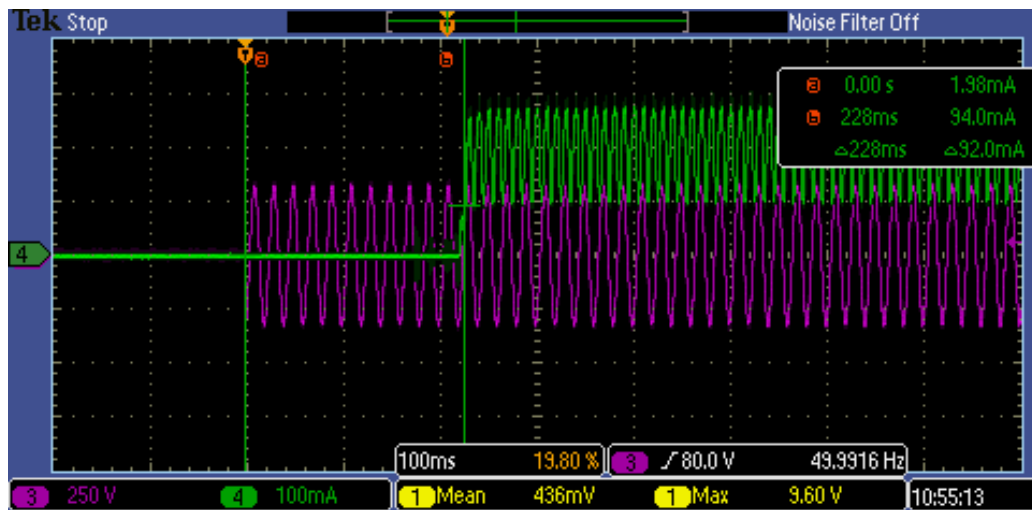 Tek Stop
Noise Filter Off
T
T a b
a 0.00 s 1.98mA
b 228ms 94.0mA
△228ms △92.0mA
4
100ms 19.80 % 3 80.0 V 49.9916 Hz
3 250 V 4 100mA 1 Mean 436mV 1 Max 9.60 V 10:55:13